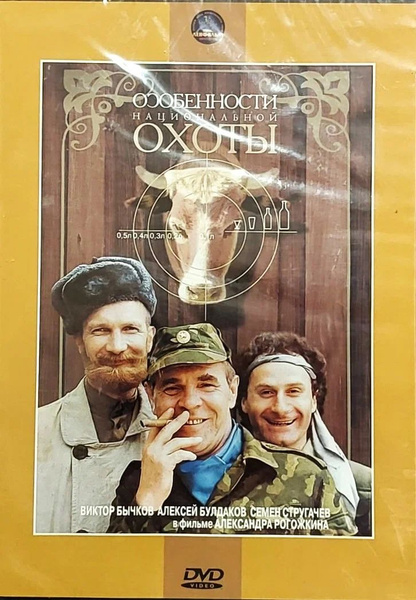 ЛЕНФИЛЬМ
ОСОБЕННОСТИ
НАЦИОНАЛЬНОЙ
ОХОТЫ
0,5л 0,4л 0,3л 0,2л
ВИКТОР БЫЧКОВ АЛЕКСЕЙ БУЛДАКОВ СЕМЕН СТРУГАЧЕВ
в фильме АЛЕКСАНДРА РОГОЖКИНА
DVD
VIDEO